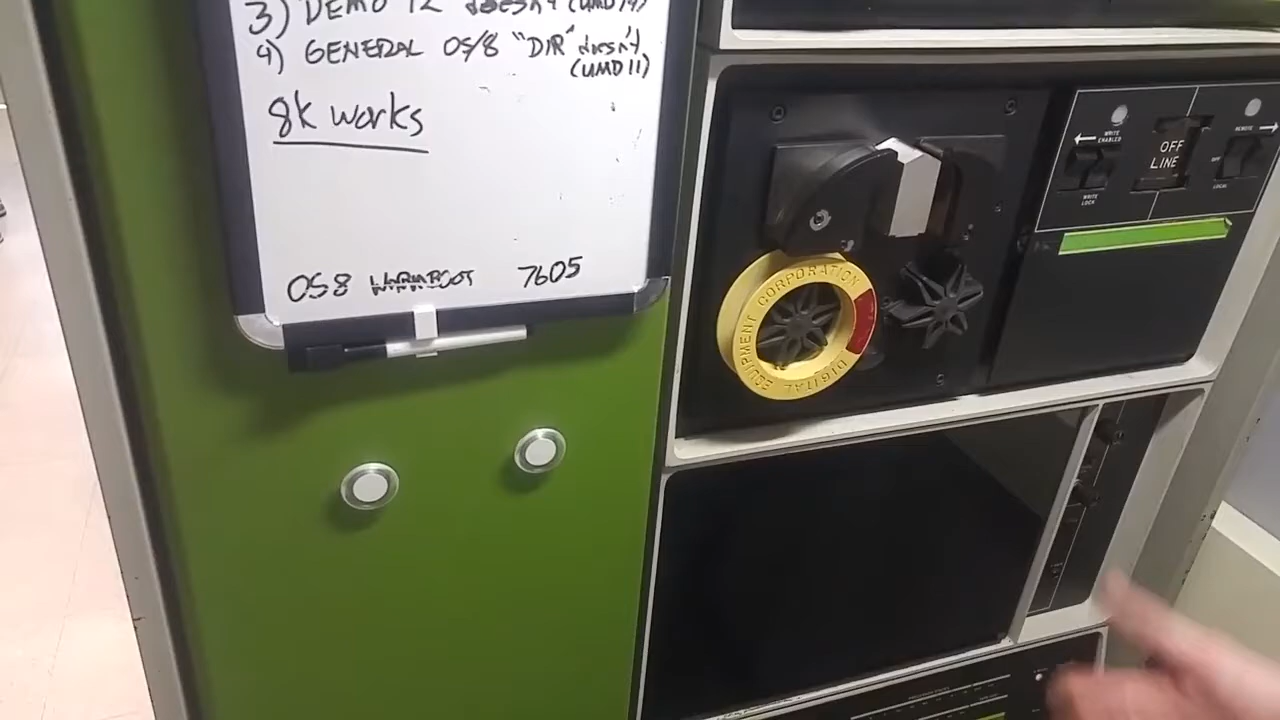 3) DEMO 12 doesn't (UMD 14)
4) GENERAL OS/8 "DIR" doesn't
(UMD 11)
8K works
OS8 7605
WRITE
ENABLED
WRITE
LOCK
OFF
LINE
REMOTE
OFF
LOCAL
DIGITAL EQUIPMENT CORPORATION